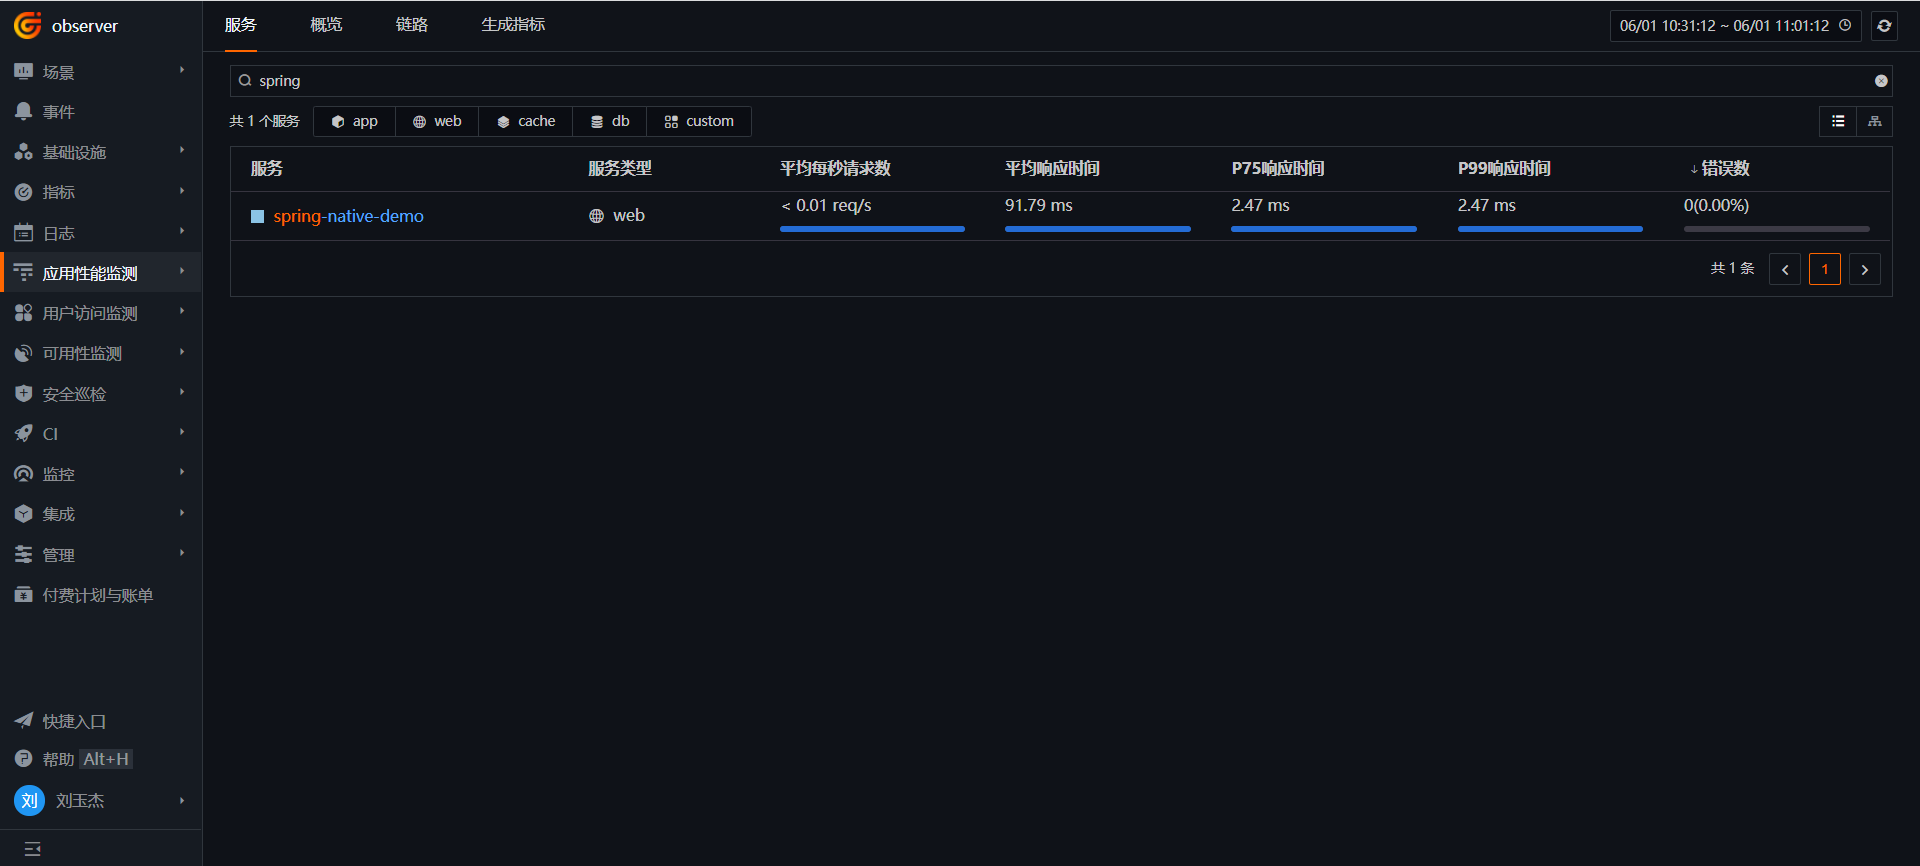 observer
场景
事件
基础设施
指标
日志
应用性能监测
用户访问监测
可用性监测
安全巡检
CI
监控
集成
管理
付费计划与账单
快捷入口
帮助 Alt+H
刘 刘玉杰
服务 概览 链路 生成指标
06/01 10:31:12 ~ 06/01 11:01:12
spring
共 1 个服务 app web cache db custom
服务 服务类型 平均每秒请求数 平均响应时间 P75响应时间 P99响应时间 ↓错误数
spring-native-demo web < 0.01 req/s 91.79 ms 2.47 ms 2.47 ms 0(0.00%)
共 1 条 < 1 >